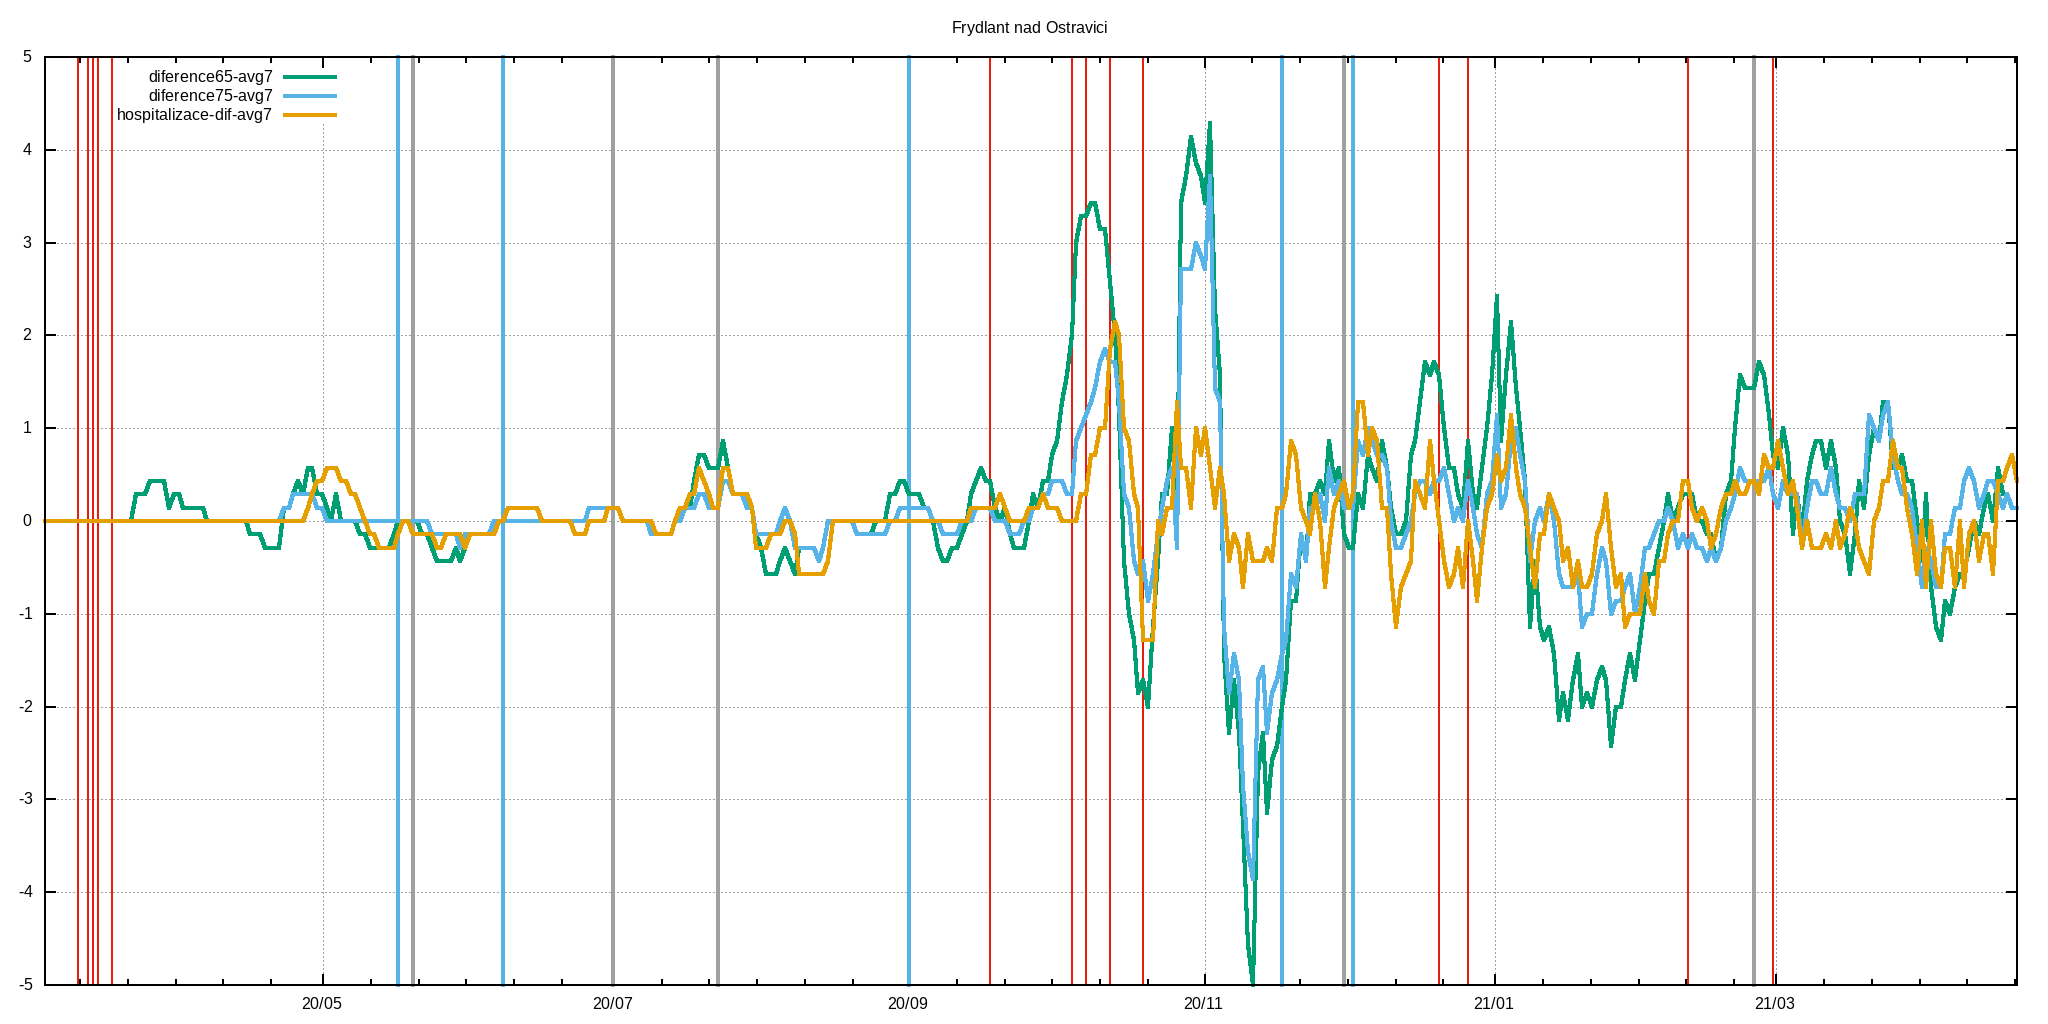 Frydlant nad Ostravici
5
diference65-avg7
diference75-avg7
hospitalizace-dif-avg7
4
3
2
1
0
-1
-2
-3
-4
-5
20/05 20/07 20/09 20/11 21/01 21/03